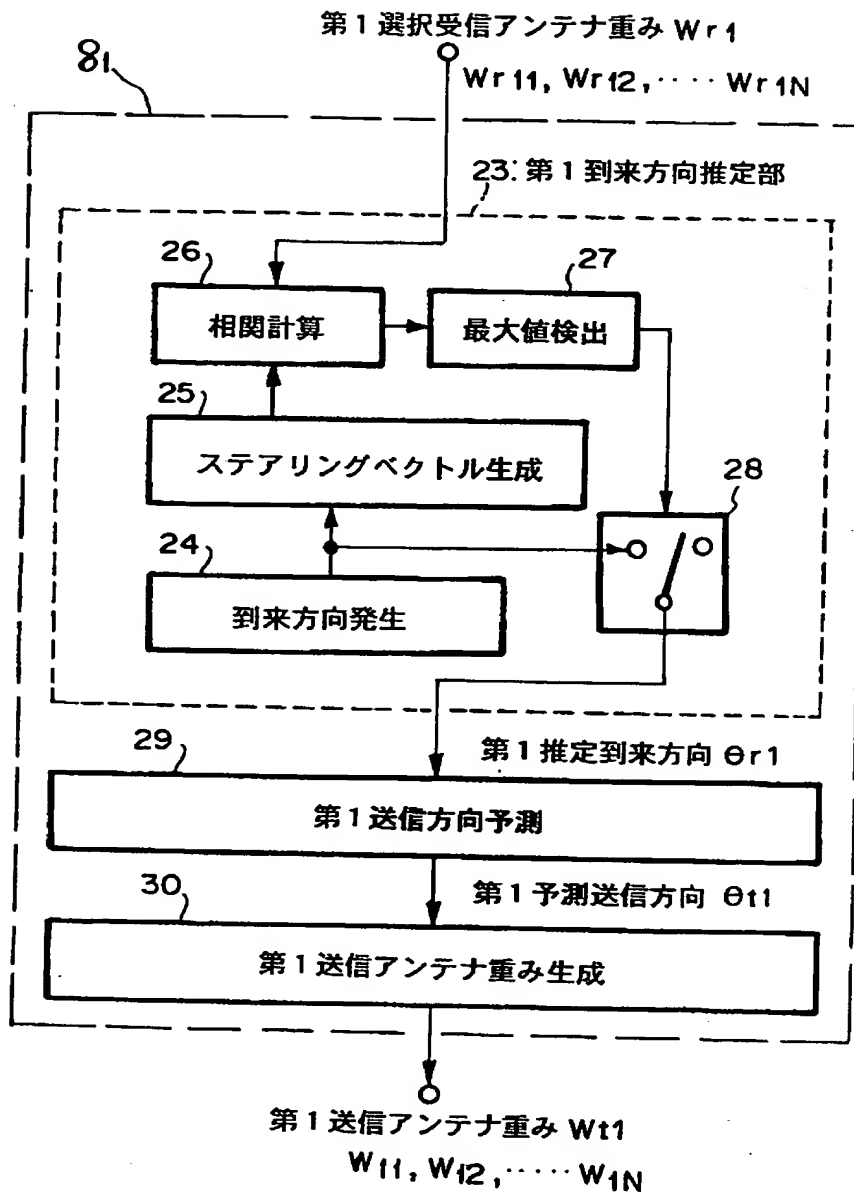 第1選択受信アンテナ重み Wr1
Wr11, Wr12, ····· Wr1N
81
23:第1到来方向推定部
26
相関計算
27
最大値検出
25
ステアリングベクトル生成
28
24
到来方向発生
第1推定到来方向 θr1
29
第1送信方向予測
第1予測送信方向 θt1
30
第1送信アンテナ重み生成
第1送信アンテナ重み Wt1
W11, W12, ····· W1N